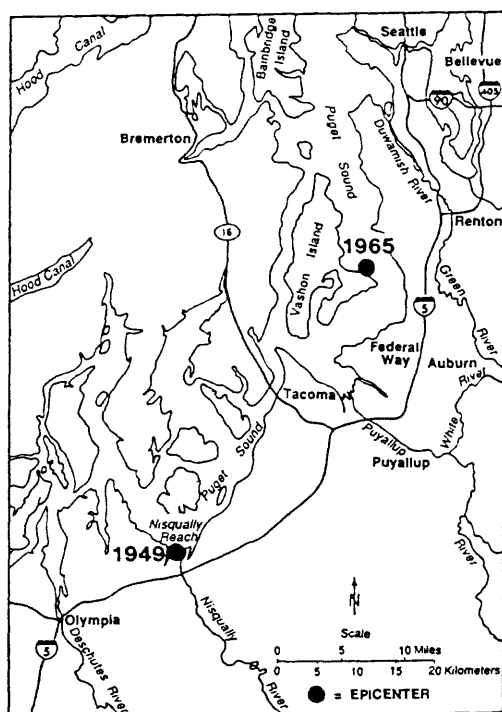 Hood Canal
Bainbridge
Island
Seattle
Bellevue
405
90
Bremerton
Puget
Sound
Duwamish River
Renton
16
1965
Vashon Island
Hood Canal
5
Green
River
Federal
Way
Auburn
River
White
Tacoma
Puyallup
Puyallup
Puget Sound
Nisqually
Reach
1949
River
N
Nisqually
River
Olympia
Scale
5
0 10 Miles
5 10 15 20 Kilometers
Deschutes River
= EPICENTER